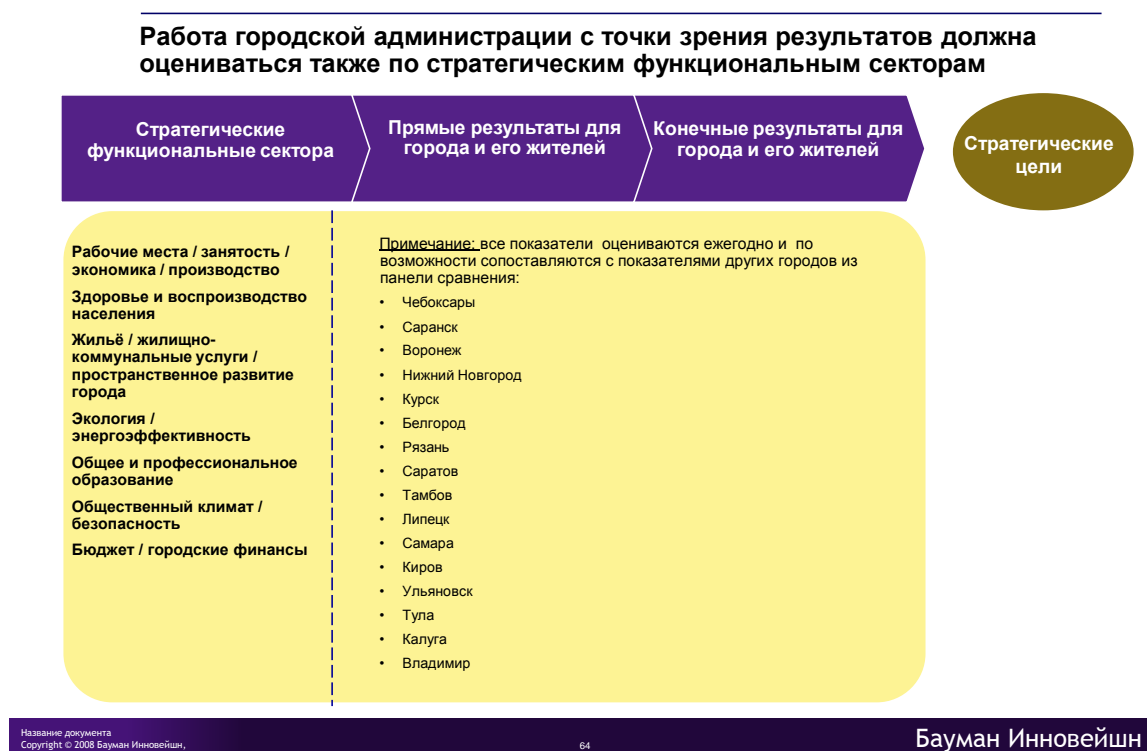 Работа городской администрации с точки зрения результатов должна
оцениваться также по стратегическим функциональным секторам
Стратегические
функциональные сектора
Прямые результаты для
города и его жителей
Конечные результаты для
города и его жителей
Стратегические
цели
Рабочие места / занятость /
экономика / производство
Здоровье и воспроизводство
населения
Жильё / жилищно-
коммунальные услуги /
пространственное развитие
города
Экология /
энергоэффективность
Общее и профессиональное
образование
Общественный климат /
безопасность
Бюджет / городские финансы
Примечание: все показатели оцениваются ежегодно и по
возможности сопоставляются с показателями других городов из
панели сравнения:
• Чебоксары
• Саранск
• Воронеж
• Нижний Новгород
• Курск
• Белгород
• Рязань
• Саратов
• Тамбов
• Липецк
• Самара
• Киров
• Ульяновск
• Тула
• Калуга
• Владимир
Название документа
Copyright © 2008 Бауман Инновейшн,
64
Бауман Инновейшн